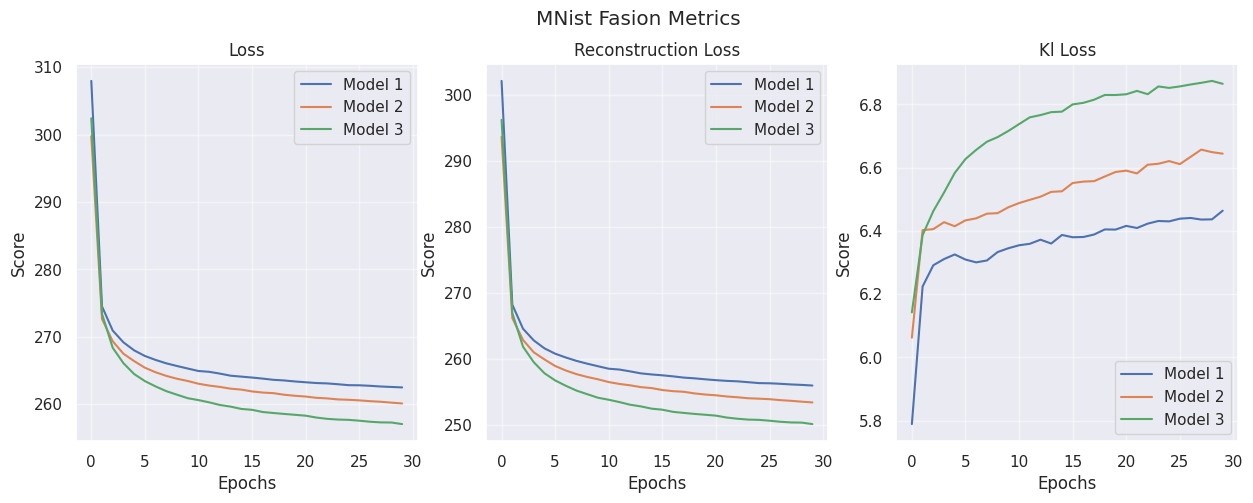 MNist Fasion Metrics
Loss
Score
310
300
290
280
270
260
0 5 10 15 20 25 30
Epochs
Model 1
Model 2
Model 3
Reconstruction Loss
Score
300
290
280
270
260
250
0 5 10 15 20 25 30
Epochs
Model 1
Model 2
Model 3
Kl Loss
Score
6.8
6.6
6.4
6.2
6.0
5.8
0 5 10 15 20 25 30
Epochs
Model 1
Model 2
Model 3